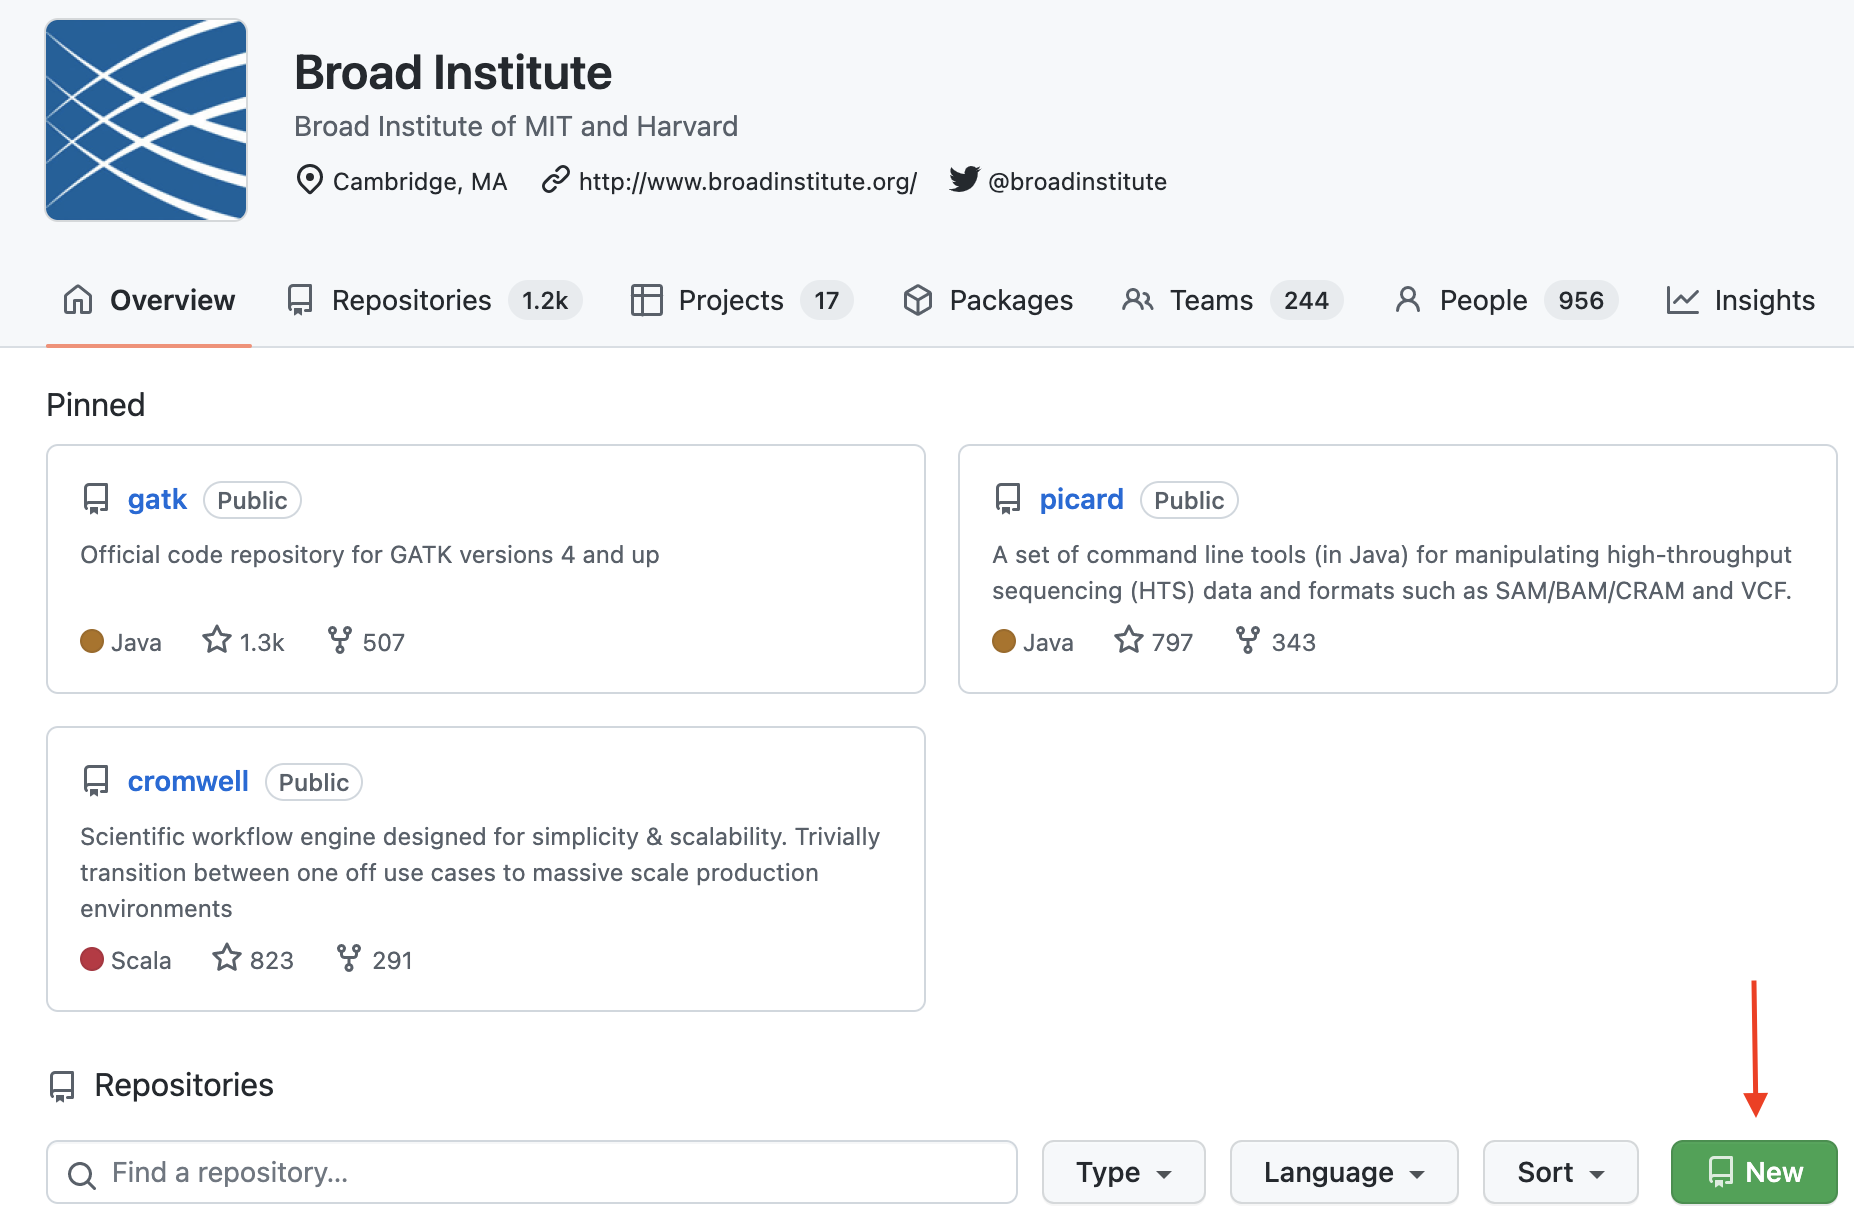 Broad Institute
Broad Institute of MIT and Harvard
Cambridge, MA http://www.broadinstitute.org/ @broadinstitute
Overview Repositories 1.2k Projects 17 Packages Teams 244 People 956 Insights
Pinned
gatk Public
Official code repository for GATK versions 4 and up
Java 1.3k 507
picard Public
A set of command line tools (in Java) for manipulating high-throughput
sequencing (HTS) data and formats such as SAM/BAM/CRAM and VCF.
Java 797 343
cromwell Public
Scientific workflow engine designed for simplicity & scalability. Trivially
transition between one off use cases to massive scale production
environments
Scala 823 291
Repositories
Find a repository... Type Language Sort New